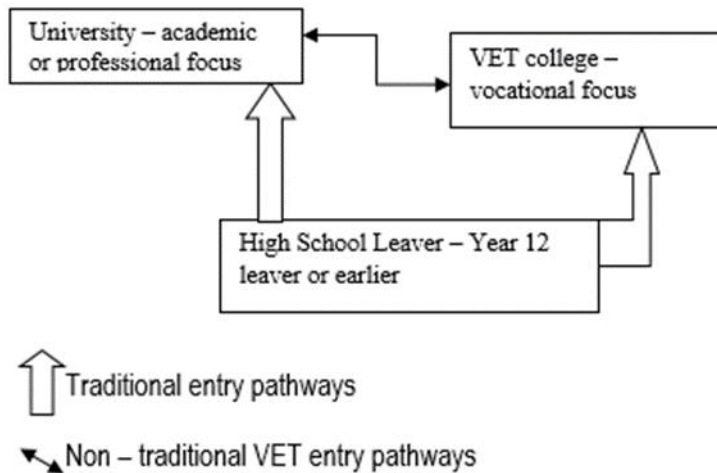 University – academic
or professional focus
VET college –
vocational focus
High School Leaver – Year 12
leaver or earlier
Traditional entry pathways
Non – traditional VET entry pathways